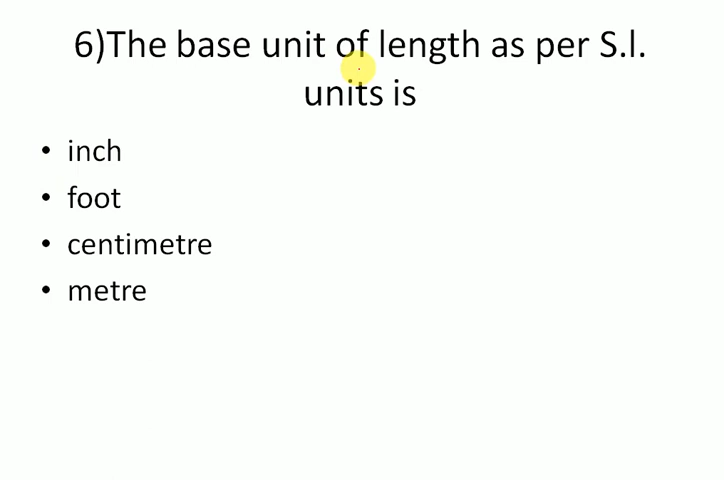 6)The base unit of length as per S.l.
units is
• inch
• foot
• centimetre
• metre